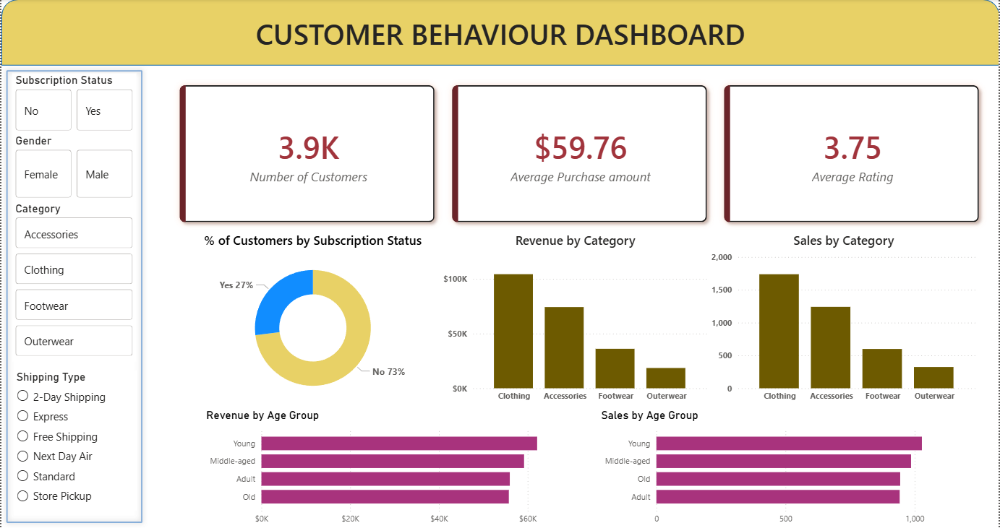 CUSTOMER BEHAVIOUR DASHBOARD
Subscription Status
No
Yes
Gender
Female
Male
Category
Accessories
Clothing
Footwear
Outerwear
Shipping Type
2-Day Shipping
Express
Free Shipping
Next Day Air
Standard
Store Pickup
3.9K
Number of Customers
$59.76
Average Purchase amount
3.75
Average Rating
% of Customers by Subscription Status
Yes 27%
No 73%
Revenue by Category
$100K
$50K
$0K
Clothing
Accessories
Footwear
Outerwear
Sales by Category
2,000
1,500
1,000
500
0
Clothing
Accessories
Footwear
Outerwear
Revenue by Age Group
Young
Middle-aged
Adult
Old
$0K
$20K
$40K
$60K
Sales by Age Group
Young
Middle-aged
Old
Adult
0
500
1,000